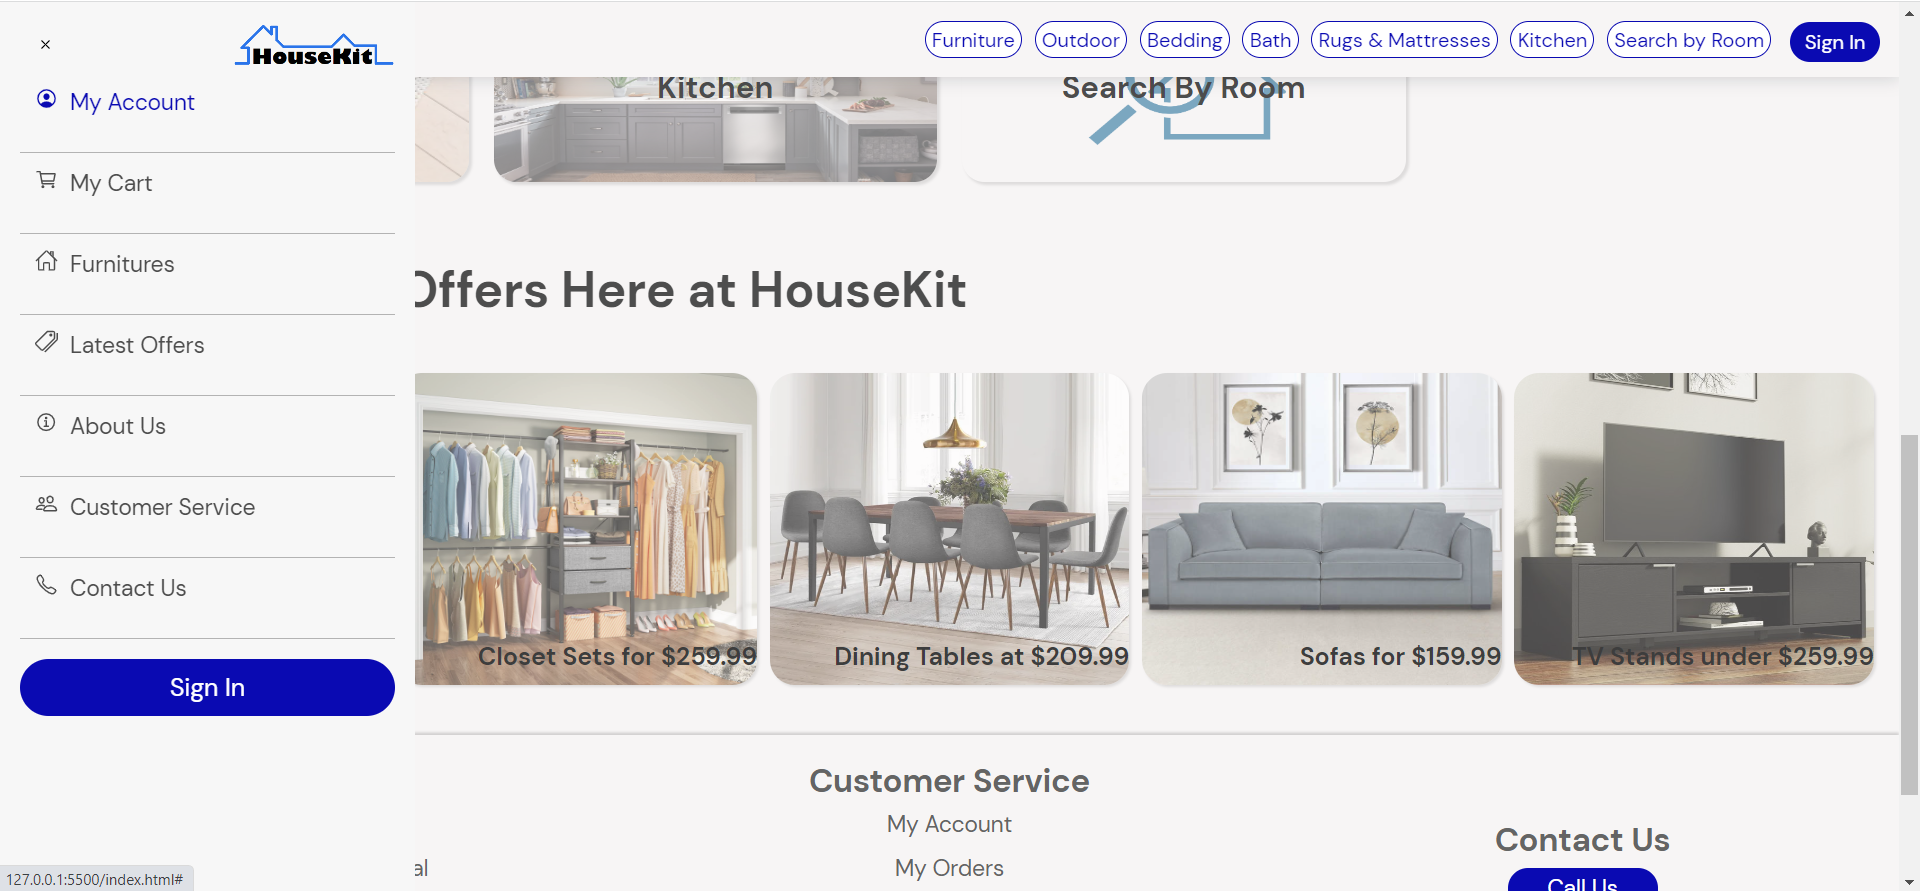 ×
HouseKit
Furniture
Outdoor
Bedding
Bath
Rugs & Mattresses
Kitchen
Search by Room
Sign In
My Account
My Cart
Furnitures
Latest Offers
About Us
Customer Service
Contact Us
Sign In
Kitchen
Search By Room
Offers Here at HouseKit
Closet Sets for $259.99
Dining Tables at $209.99
Sofas for $159.99
TV Stands under $259.99
Customer Service
My Account
My Orders
al
Contact Us
Call Us
127.0.0.1:5500/index.html#